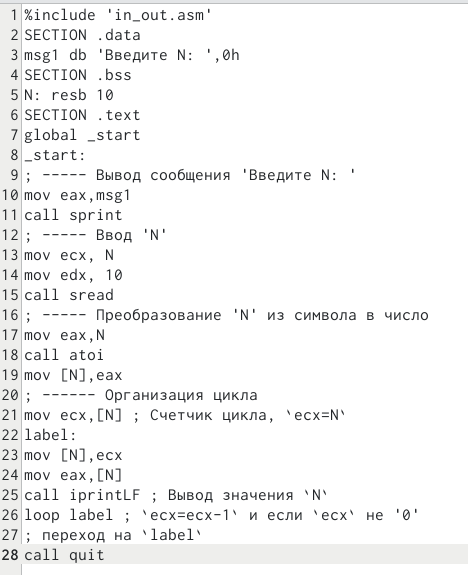 1 %include 'in_out.asm'
2 SECTION .data
3 msg1 db 'Введите N: ',0h
4 SECTION .bss
5 N: resb 10
6 SECTION .text
7 global _start
8 _start:
9 ; ----- Вывод сообщения 'Введите N: '
10 mov eax,msg1
11 call sprint
12 ; ----- Ввод 'N'
13 mov ecx, N
14 mov edx, 10
15 call sread
16 ; ----- Преобразование 'N' из символа в число
17 mov eax,N
18 call atoi
19 mov [N],eax
20 ; ------ Организация цикла
21 mov ecx,[N] ; Счетчик цикла, `ecx=N`
22 label:
23 mov [N],ecx
24 mov eax,[N]
25 call iprintLF ; Вывод значения `N`
26 loop label ; `ecx=ecx-1` и если `ecx` не '0'
27 ; переход на `label`
28 call quit